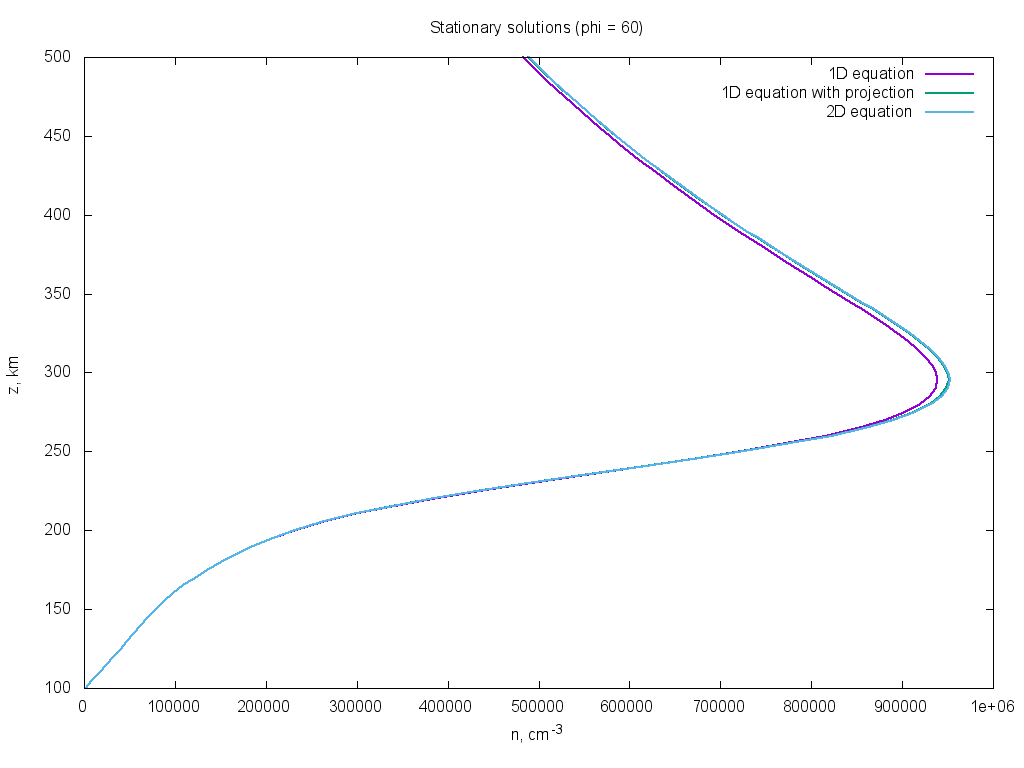 Stationary solutions (phi = 60)
1D equation
1D equation with projection
2D equation
500
450
400
350
300
250
200
150
100
z, km
0 100000 200000 300000 400000 500000 600000 700000 800000 900000 1e+06
n, cm-3